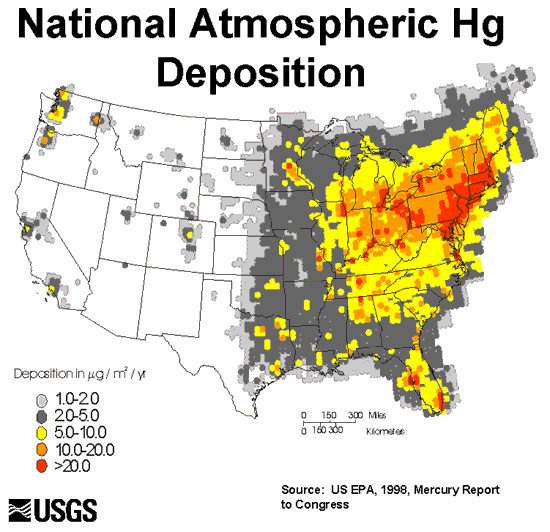 National Atmospheric Hg
Deposition
Deposition in µg / m² / yr
1.0-2.0
2.0-5.0
5.0-10.0
10.0-20.0
>20.0
0 150 300 Miles
0 150 300 Kilometers
Source: US EPA, 1998, Mercury Report
to Congress
USGS